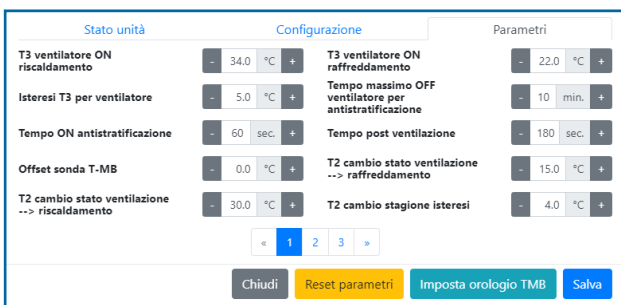 Stato unità Configurazione Parametri
T3 ventilatore ON
riscaldamento
- 34.0 °C +
T3 ventilatore ON
raffreddamento
- 22.0 °C +
Isteresi T3 per ventilatore
- 5.0 °C +
Tempo massimo OFF
ventilatore per
antistratificazione
- 10 min. +
Tempo ON antistratificazione
- 60 sec. +
Tempo post ventilazione
- 180 sec. +
Offset sonda T-MB
- 0.0 °C +
T2 cambio stato ventilazione
--> raffreddamento
- 15.0 °C +
T2 cambio stato ventilazione
--> riscaldamento
- 30.0 °C +
T2 cambio stagione isteresi
- 4.0 °C +
« 1 2 3 »
Chiudi Reset parametri Imposta orologio TMB Salva